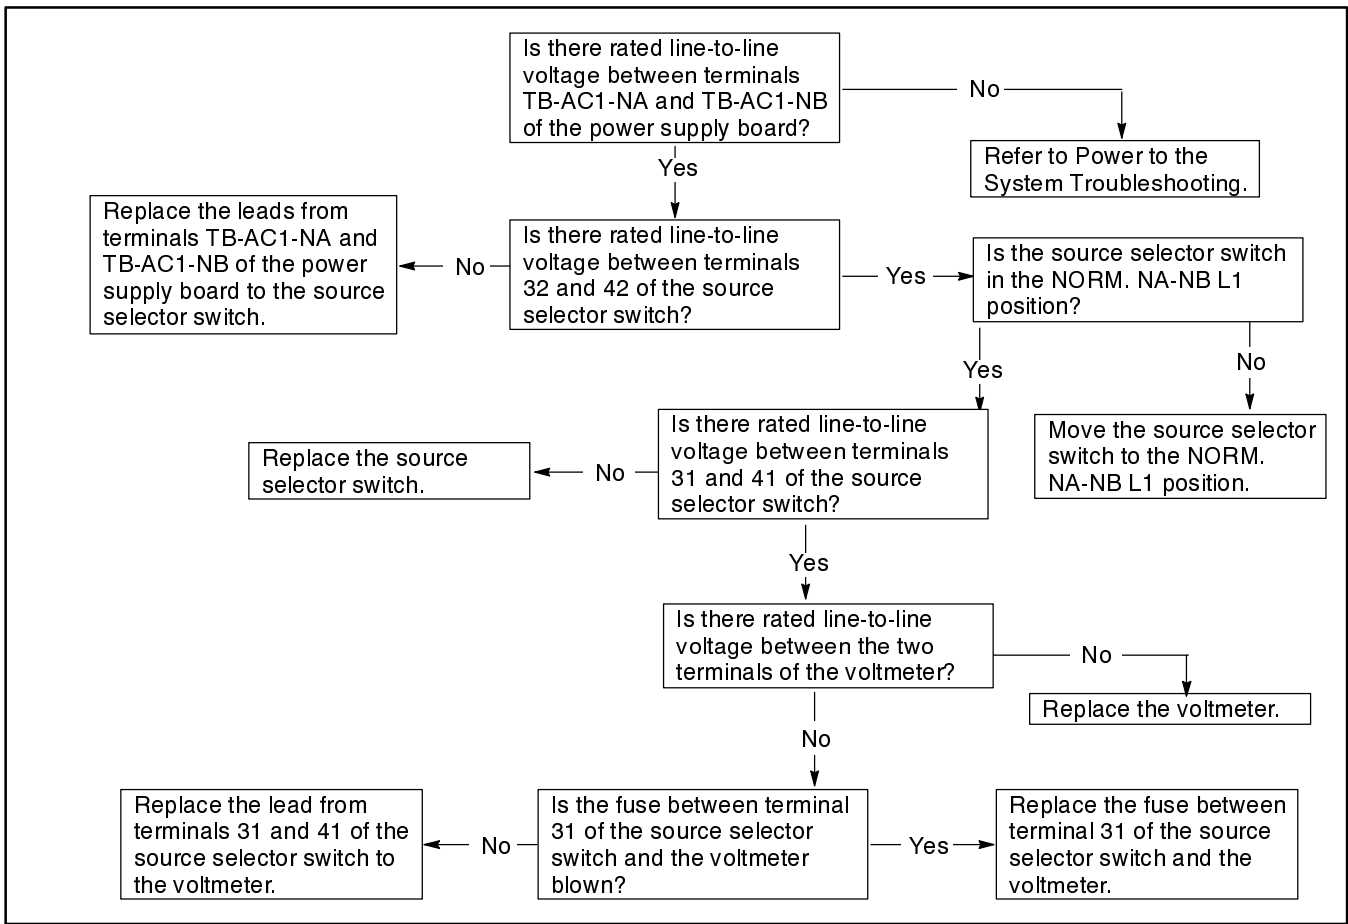 Is there rated line-to-line
voltage between terminals
TB-AC1-NA and TB-AC1-NB
of the power supply board?
No
Refer to Power to the
System Troubleshooting.
Yes
Replace the leads from
terminals TB-AC1-NA and
TB-AC1-NB of the power
supply board to the source
selector switch.
No
Is there rated line-to-line
voltage between terminals
32 and 42 of the source
selector switch?
Yes
Is the source selector switch
in the NORM. NA-NB L1
position?
Yes
No
Move the source selector
switch to the NORM.
NA-NB L1 position.
Replace the source
selector switch.
No
Is there rated line-to-line
voltage between terminals
31 and 41 of the source
selector switch?
Yes
Is there rated line-to-line
voltage between the two
terminals of the voltmeter?
No
Replace the voltmeter.
No
Replace the lead from
terminals 31 and 41 of the
source selector switch to
the voltmeter.
No
Is the fuse between terminal
31 of the source selector
switch and the voltmeter
blown?
Yes
Replace the fuse between
terminal 31 of the source
selector switch and the
voltmeter.